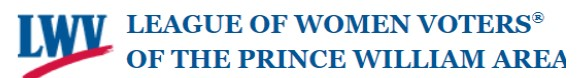 LWV LEAGUE OF WOMEN VOTERS®
OF THE PRINCE WILLIAM AREA